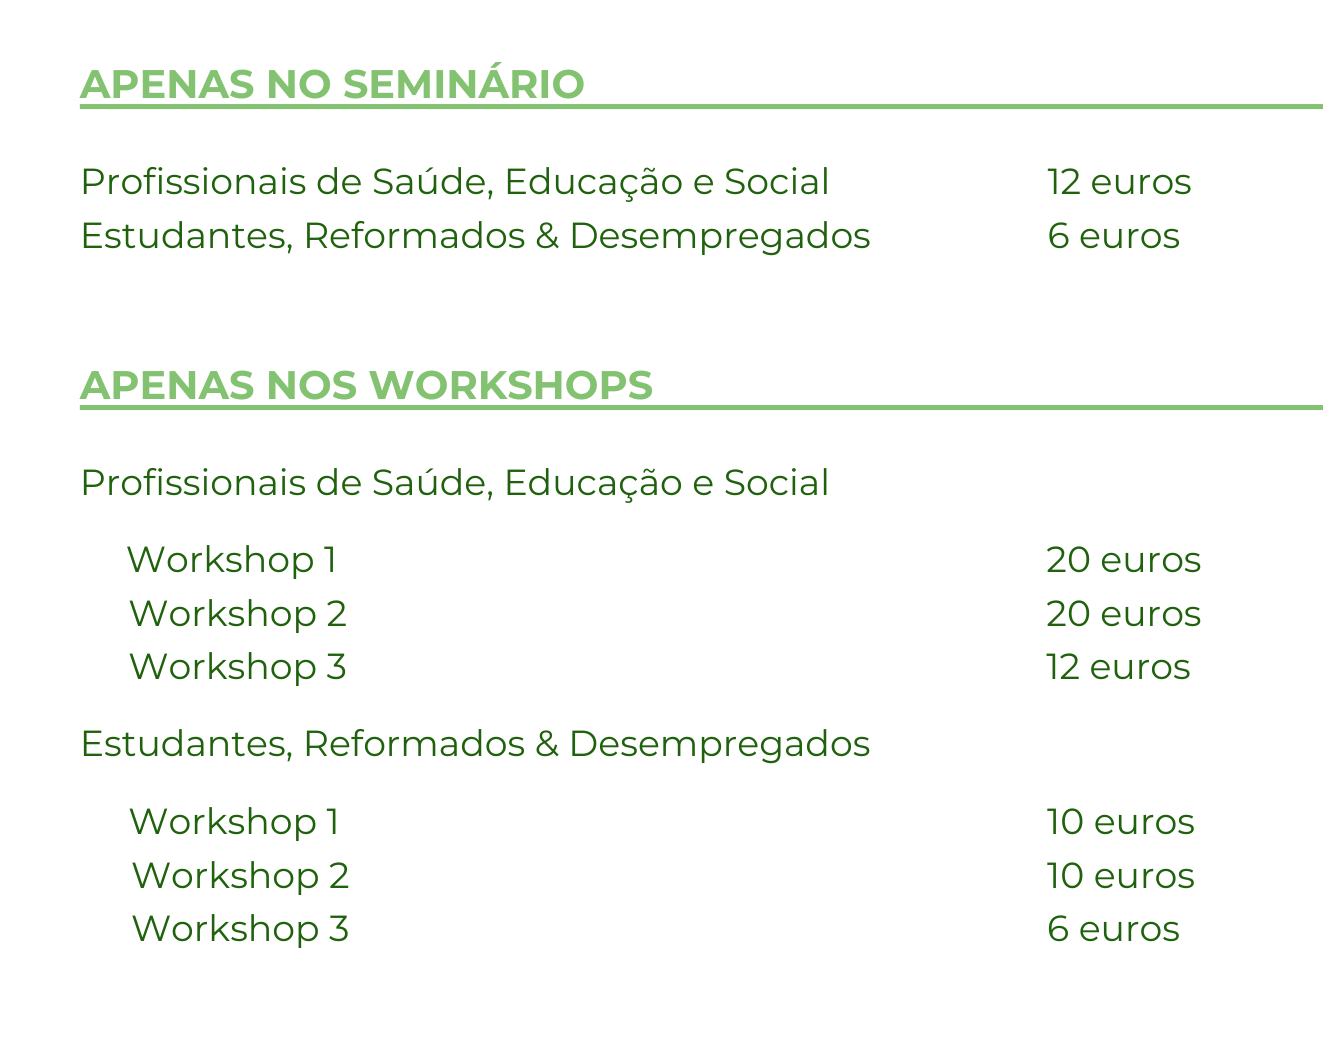 APENAS NO SEMINÁRIO
Profissionais de Saúde, Educação e Social 12 euros
Estudantes, Reformados & Desempregados 6 euros
APENAS NOS WORKSHOPS
Profissionais de Saúde, Educação e Social
Workshop 1 20 euros
Workshop 2 20 euros
Workshop 3 12 euros
Estudantes, Reformados & Desempregados
Workshop 1 10 euros
Workshop 2 10 euros
Workshop 3 6 euros